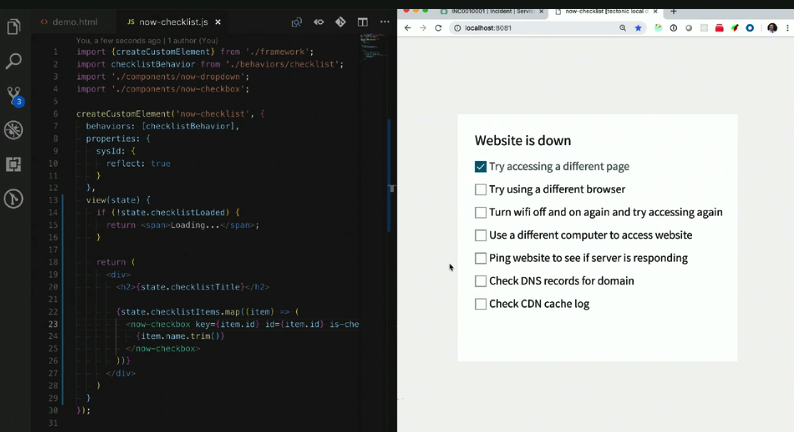 demo.html
JS now-checklist.js ×
You, a few seconds ago | 1 author (You)
1 import {createCustomElement} from './framework';
2 import checklistBehavior from './behaviors/checklist';
3 import './components/now-dropdown';
4 import './components/now-checkbox';
5
6 createCustomElement('now-checklist', {
7 behaviors: [checklistBehavior],
8 properties: {
9 sysId: {
10 reflect: true
11 }
12 },
13 view(state) {
14 if (!state.checklistLoaded) {
15 return <span>Loading...</span>;
16 }
17
18 return (
19 <div>
20 <h2>{state.checklistTitle}</h2>
21
22 {state.checklistItems.map((item) => (
23 <now-checkbox key={item.id} id={item.id} is-che
24 {item.name.trim()}
25 </now-checkbox>
26 ))}
27 </div>
28 )
29 }
30 });
31
3
INC0010001 | Incident | Servi
now-checklist [tectonic local
localhost:8081
Website is down
Try accessing a different page
Try using a different browser
Turn wifi off and on again and try accessing again
Use a different computer to access website
Ping website to see if server is responding
Check DNS records for domain
Check CDN cache log